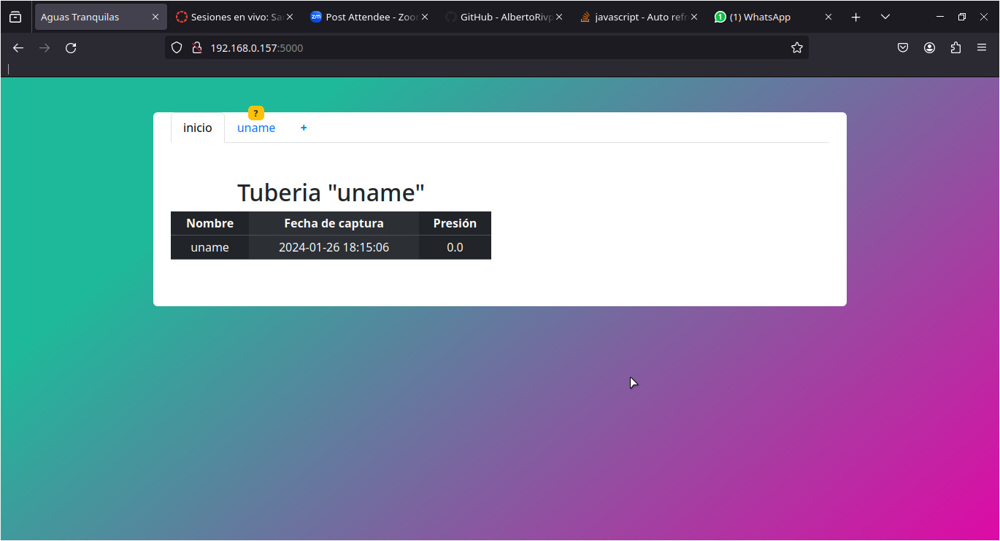 Aguas Tranquilas
Sesiones en vivo: Sa
Post Attendee - Zoor
GitHub - AlbertoRivp
javascript - Auto refr
(1) WhatsApp
192.168.0.157:5000
?
inicio uname +
Tuberia "uname"
Nombre Fecha de captura Presión
uname 2024-01-26 18:15:06 0.0